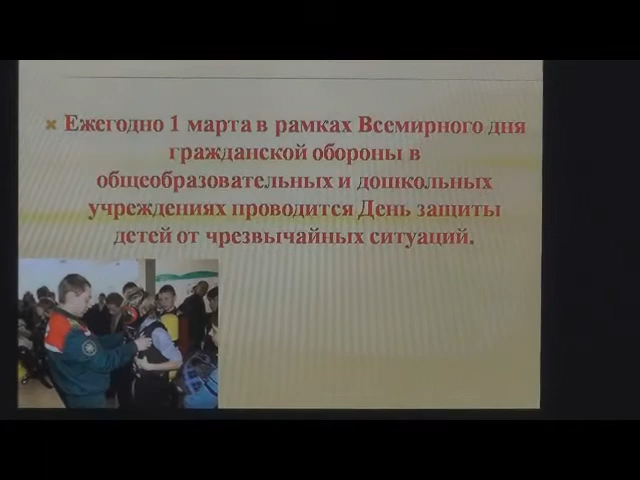 Ежегодно 1 марта в рамках Всемирного дня
гражданской обороны в
общеобразовательных и дошкольных
учреждениях проводится День защиты
детей от чрезвычайных ситуаций.